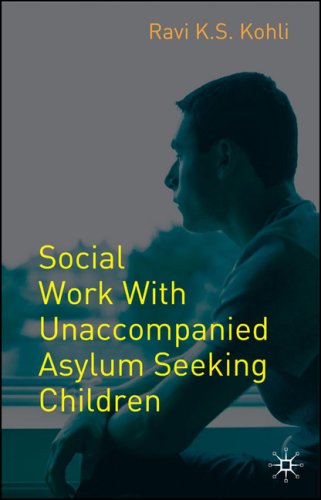 Ravi K.S. Kohli
Social
Work With
Unaccompanied
Asylum Seeking
Children